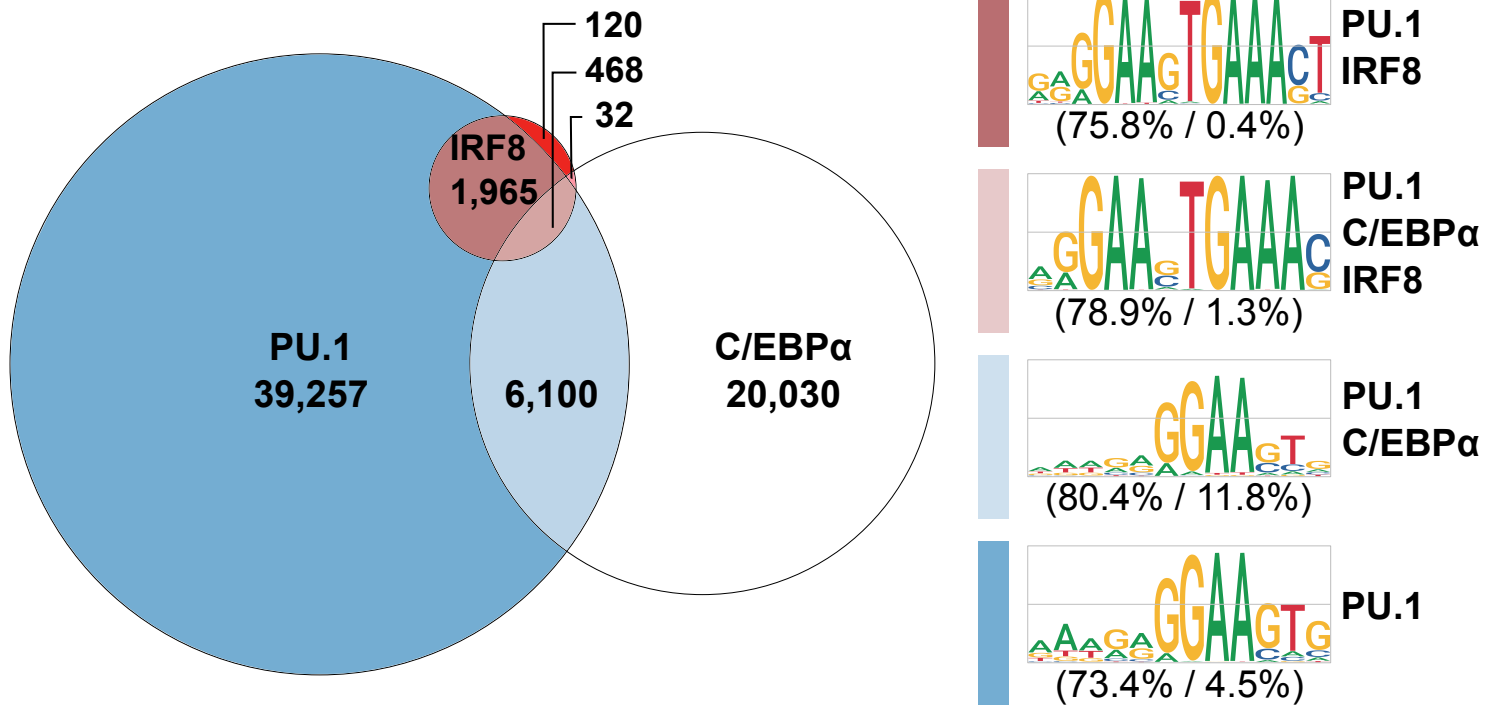 120
468
32
IRF8
1,965
PU.1
39,257
6,100
C/EBPα
20,030
PU.1
IRF8
(75.8% / 0.4%)
PU.1
C/EBPα
IRF8
(78.9% / 1.3%)
PU.1
C/EBPα
(80.4% / 11.8%)
PU.1
(73.4% / 4.5%)